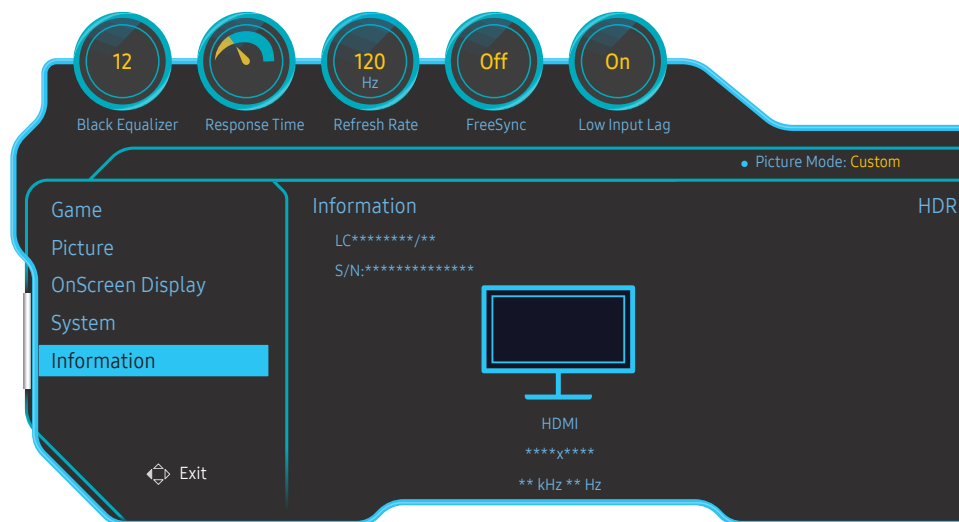 12
120
Hz
Off
On
Black Equalizer
Response Time
Refresh Rate
FreeSync
Low Input Lag
Picture Mode: Custom
Game
Picture
OnScreen Display
System
Information
Exit
Information
HDR
LC********/**
S/N:**************
HDMI
****x****
** kHz ** Hz